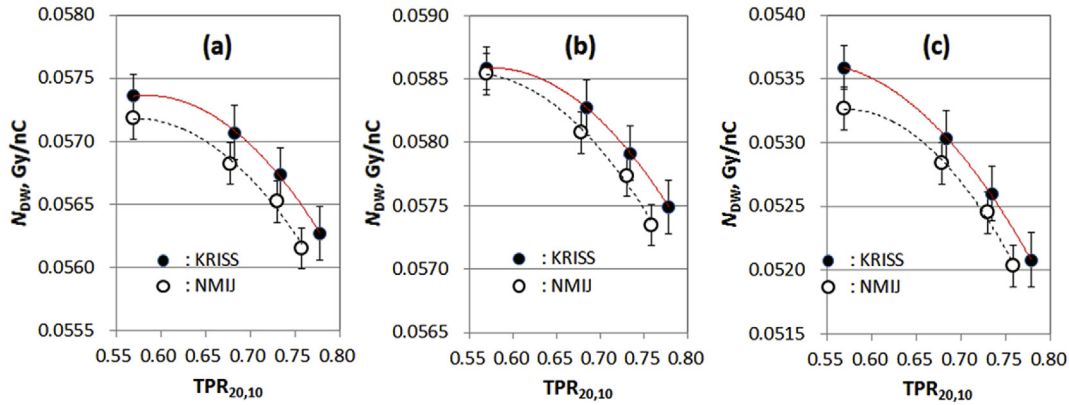 (a)
0.0580
0.0575
0.0570
0.0565
0.0560
0.0555
N_DW, Gy/nC
: KRISS
: NMIJ
0.55 0.60 0.65 0.70 0.75 0.80
TPR20,10
(b)
0.0590
0.0585
0.0580
0.0575
0.0570
0.0565
N_DW, Gy/nC
: KRISS
: NMIJ
0.55 0.60 0.65 0.70 0.75 0.80
TPR20,10
(c)
0.0540
0.0535
0.0530
0.0525
0.0520
0.0515
N_DW, Gy/nC
: KRISS
: NMIJ
0.55 0.60 0.65 0.70 0.75 0.80
TPR20,10